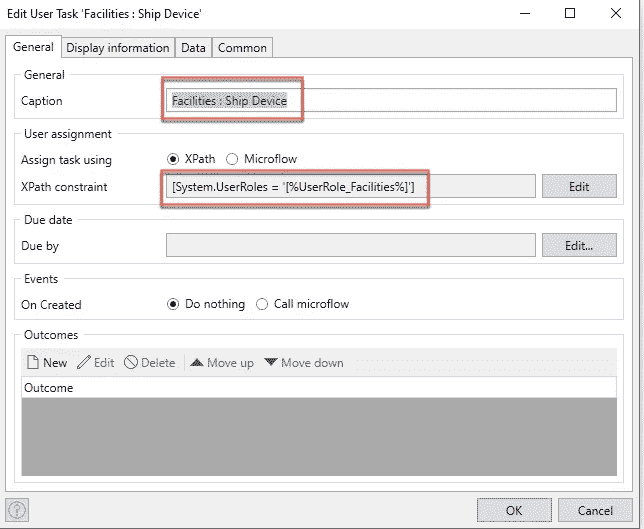 Edit User Task 'Facilities : Ship Device'
General Display information Data Common
General
Caption Facilities : Ship Device
User assignment
Assign task using XPath Microflow
XPath constraint [System.UserRoles = '[%UserRole_Facilities%]'] Edit
Due date
Due by Edit...
Events
On Created Do nothing Call microflow
Outcomes
New Edit Delete Move up Move down
Outcome
? OK Cancel